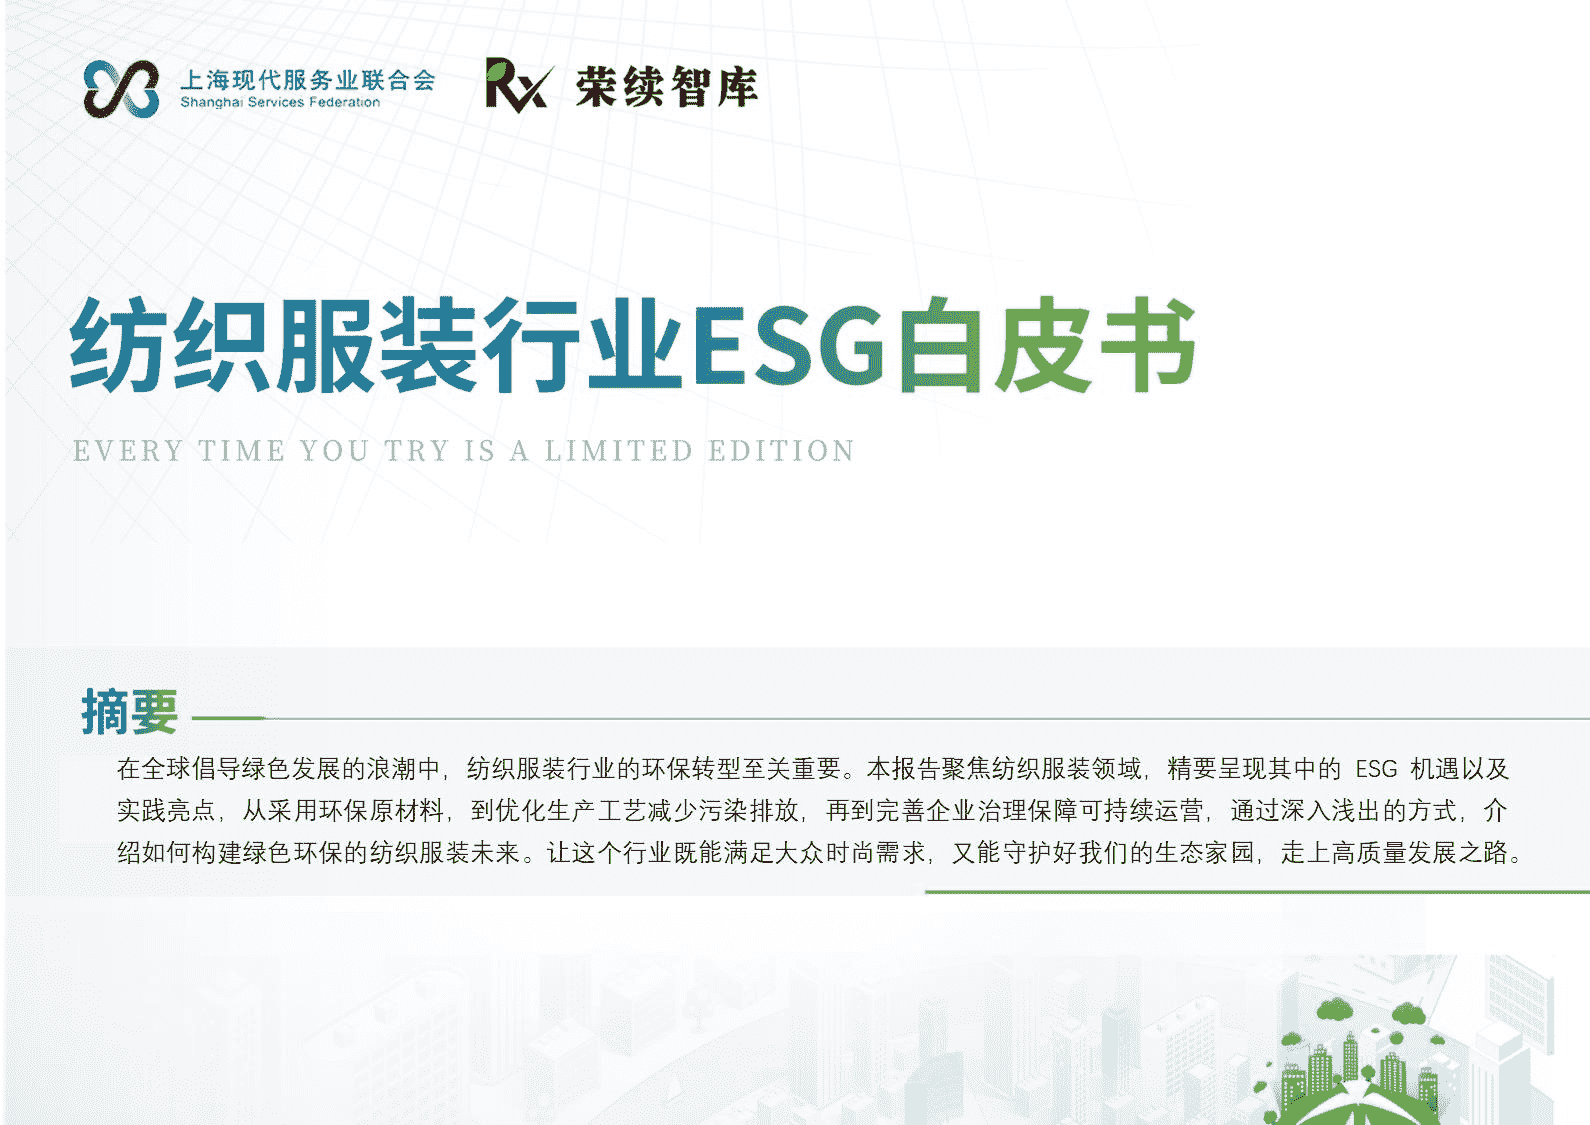 上海现代服务业联合会
Shanghai Services Federation
Rx 荣续智库
纺织服装行业ESG白皮书
EVERY TIME YOU TRY IS A LIMITED EDITION
摘要
在全球倡导绿色发展的浪潮中，纺织服装行业的环保转型至关重要。本报告聚焦纺织服装领域，精要呈现其中的 ESG 机遇以及
实践亮点，从采用环保原材料，到优化生产工艺减少污染排放，再到完善企业治理保障可持续运营，通过深入浅出的方式，介
绍如何构建绿色环保的纺织服装未来。让这个行业既能满足大众时尚需求，又能守护好我们的生态家园，走上高质量发展之路。